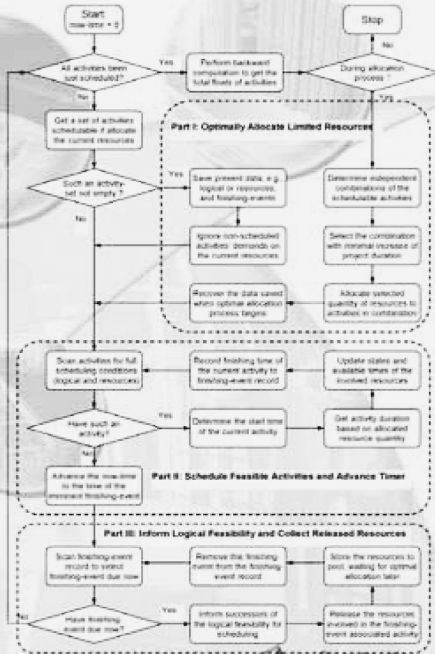 Start
now-time = 0
Stop
All activities been
just scheduled?
Yes
Perform backward
computation to get the
total floats of activities
During allocation
process ?
No
Yes
No
Get a set of activities
schedulable if allocate
the current resources
Part I: Optimally Allocate Limited Resources
Such an activity
set not empty ?
Yes
No
Save present data, e.g.
logical or resources,
and finishing-events
Determine independent
combinations of the
schedulable activities
Ignore non-scheduled
activities demands on
the current resources
Select the combination
with minimal increase of
project duration
Recover the data saved
when optimal allocation
process begins
Allocate selected
quantity of resources to
activities in combination
Scan activities for full
scheduling conditions
(logical and resources)
Record finishing time of
the current activity to
finishing-event record
Update states and
available times of the
involved resources
Have such an
activity?
Yes
No
Determine the start time
of the current activity
Get activity duration
based on allocated
resource quantity
Advance the now-time
to the time of the
imminent finishing-event
Part II: Schedule Feasible Activities and Advance Timer
Part III: Inform Logical Feasibility and Collect Released Resources
Scan finishing-event
record to select
finishing-event due now
Remove the finishing-
event from the finishing
event record
Store the resources to
pool, waiting for optimal
allocation later
No
Have finishing
event due now?
Yes
Inform successors of
the logical feasibility for
scheduling
Release the resources
involved in the finishing-
event associated activity